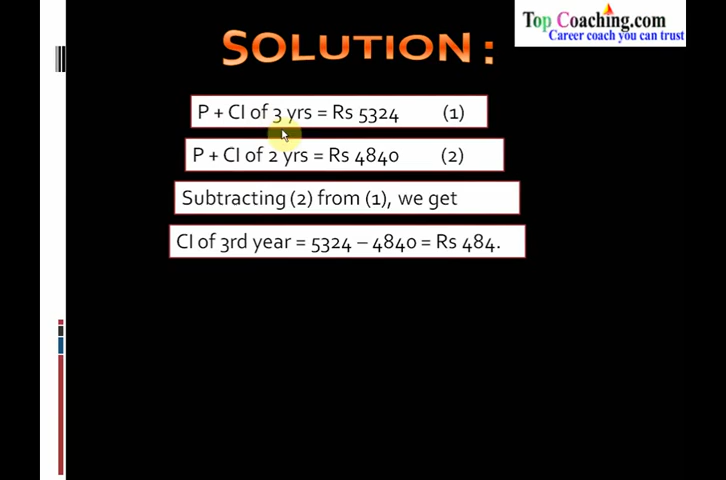 Top Coaching.com
Career coach you can trust
SOLUTION :
P + CI of 3 yrs = Rs 5324 (1)
P + CI of 2 yrs = Rs 4840 (2)
Subtracting (2) from (1), we get
CI of 3rd year = 5324 – 4840 = Rs 484.